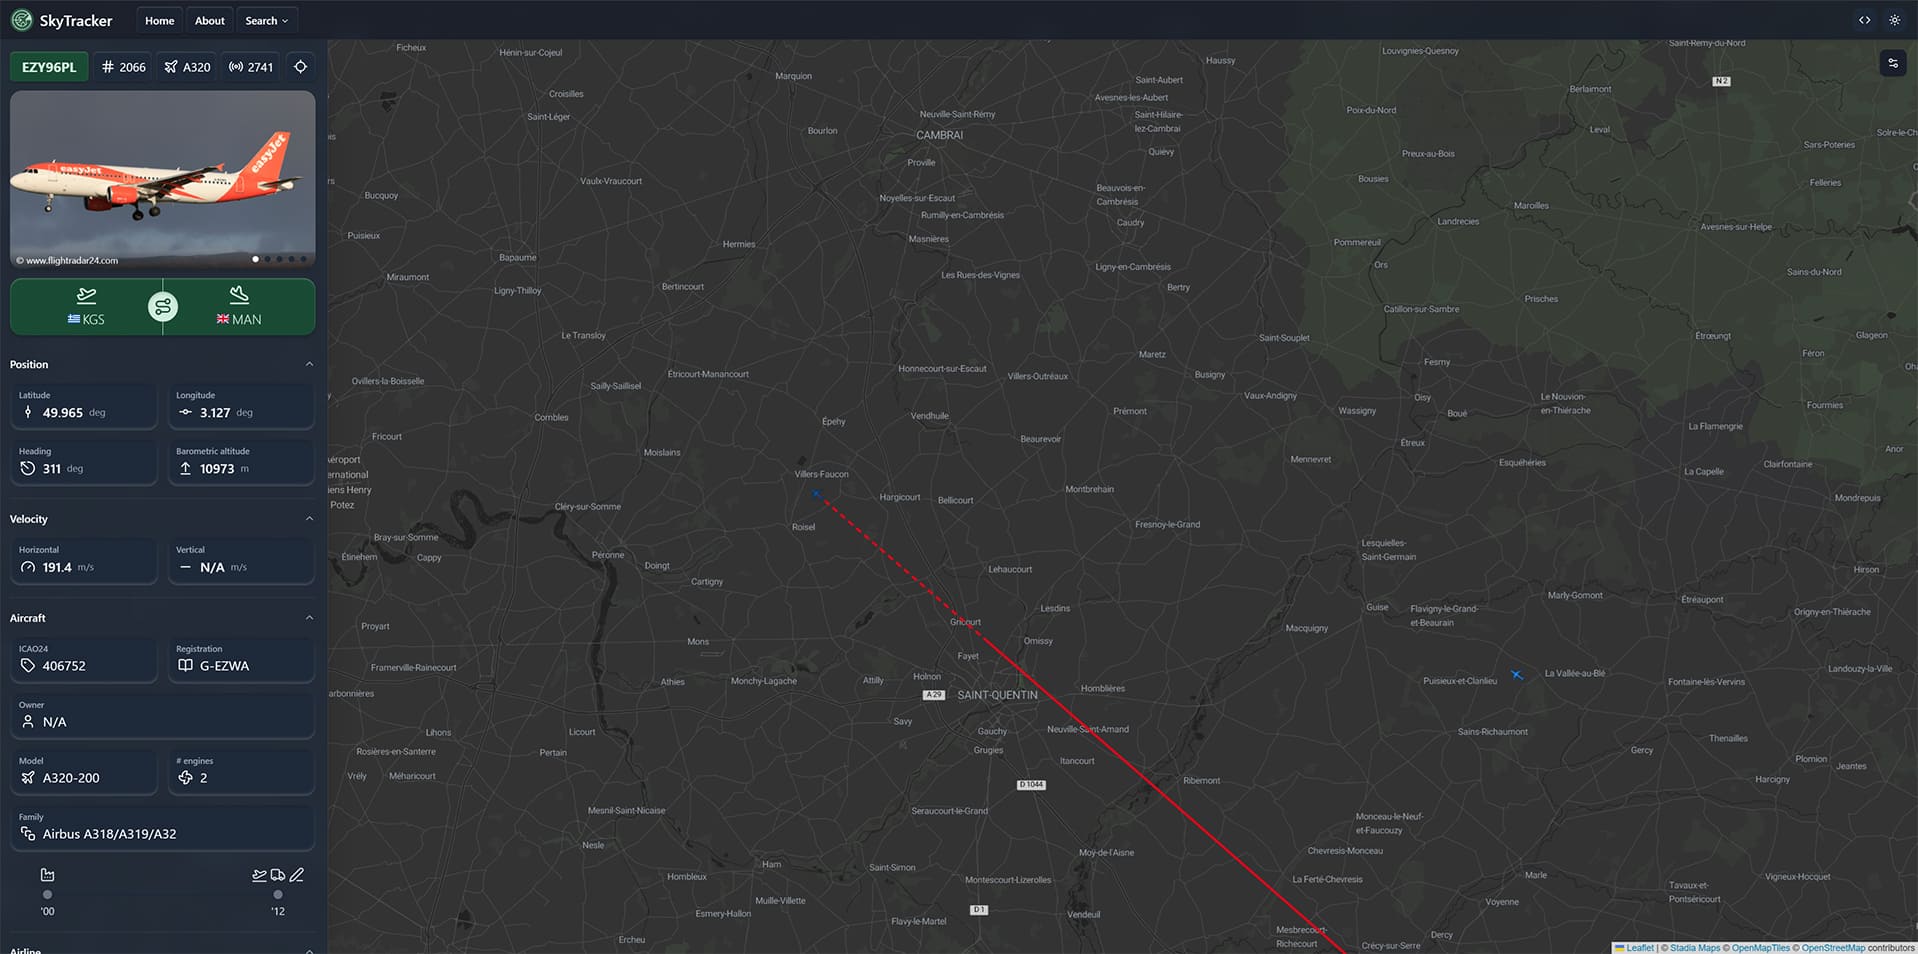 SkyTracker
Home
About
Search
EZY96PL
2066
A320
2741
easyJet
easyJet
© www.flightradar24.com
KGS
MAN
Position
Latitude
49.965 deg
Longitude
3.127 deg
Heading
311 deg
Barometric altitude
10973 m
Velocity
Horizontal
191.4 m/s
Vertical
N/A m/s
Aircraft
ICAO24
406752
Registration
G-EZWA
Owner
N/A
Model
A320-200
# engines
2
Family
Airbus A318/A319/A32
'00
'12
Airline
Ficheux
Hénin-sur-Cojeul
Haussy
Louvignies-Quesnoy
Saint-Remy-du-Nord
Marquion
Saint-Aubert
N 2
Croisilles
Avesnes-les-Aubert
Berlaimont
Saint-Léger
Neuville-Saint-Rémy
Saint-Hilaire-
lez-Cambrai
Poix-du-Nord
Bourlon
CAMBRAI
Leval
Solre-le-Ch
Proville
Quiévy
Preux-au-Bois
Sars-Poteries
Vaulx-Vraucourt
Bousies
Felleries
Bucquoy
Noyelles-sur-Escaut
Beauvois-en-
Cambrésis
Maroilles
Rumilly-en-Cambrésis
Caudry
Landrecies
Avesnes-sur-Helpe
Puisieux
Hermies
Masnières
Pommereuil
Bapaume
Ligny-en-Cambrésis
Ors
Sains-du-Nord
Miraumont
Les Rues-des-Vignes
Ligny-Thilloy
Bertincourt
Bertry
Prisches
Catillon-sur-Sambre
Le Transloy
Saint-Souplet
Étrœungt
Glageon
Maretz
Fesmy
Féron
Ovillers-la-Boisselle
Étricourt-Manancourt
Honnecourt-sur-Escaut
Villers-Outréaux
Busigny
Sailly-Saillisel
Vaux-Andigny
Oisy
Le Nouvion-
en-Thiérache
Combles
Épehy
Vendhuile
Prémont
Wassigny
Boué
Fourmies
Fricourt
Beaurevoir
Étreux
La Flamengrie
Moislains
Mennevret
Esquéhéries
La Capelle
Clairfontaine
Anor
Aéroport
ernational
iens Henry
Potez
Villers-Faucon
Hargicourt
Bellicourt
Montbrehain
Mondrepuis
Cléry-sur-Somme
Roisel
Fresnoy-le-Grand
Bray-sur-Somme
Lesquielles-
Saint-Germain
Étinehem
Cappy
Péronne
Doingt
Lehaucourt
Hirson
Cartigny
Marly-Gomont
Étréaupont
Lesdins
Guise
Flavigny-le-Grand-
et-Beaurain
Origny-en-Thiérache
Proyart
Gricourt
Macquigny
Mons
Omissy
Framerville-Rainecourt
Fayet
Landouzy-la-Ville
Athies
Monchy-Lagache
Attilly
Holnon
Puisieux-et-Clanlieu
La Vallée-au-Blé
Fontaine-lès-Vervins
arbonnières
A 29
SAINT-QUENTIN
Homblières
Lihons
Licourt
Savy
Gauchy
Neuville-Saint-Amand
Sains-Richaumont
Thenailles
Rosières-en-Santerre
Pertain
Grugies
Gercy
Plomion
Jeantes
Vrély
Méharicourt
Itancourt
Ribemont
Harcigny
D 1044
Mesnil-Saint-Nicaise
Seraucourt-le-Grand
Monceau-le-Neuf-
et-Faucouzy
Nesle
Moÿ-de-l'Aisne
Chevresis-Monceau
Ham
Saint-Simon
Hombleux
Montescourt-Lizerolles
La Ferté-Chevresis
Marle
Vigneux-Hocquet
Muille-Villette
Tavaux-et-
Pontséricourt
Esmery-Hallon
D 1
Vendeuil
Voyenne
Flavy-le-Martel
Ercheu
Mesbrecourt-
Richecourt
Dercy
Crécy-sur-Serre
Leaflet | © Stadia Maps © OpenMapTiles © OpenStreetMap contributors